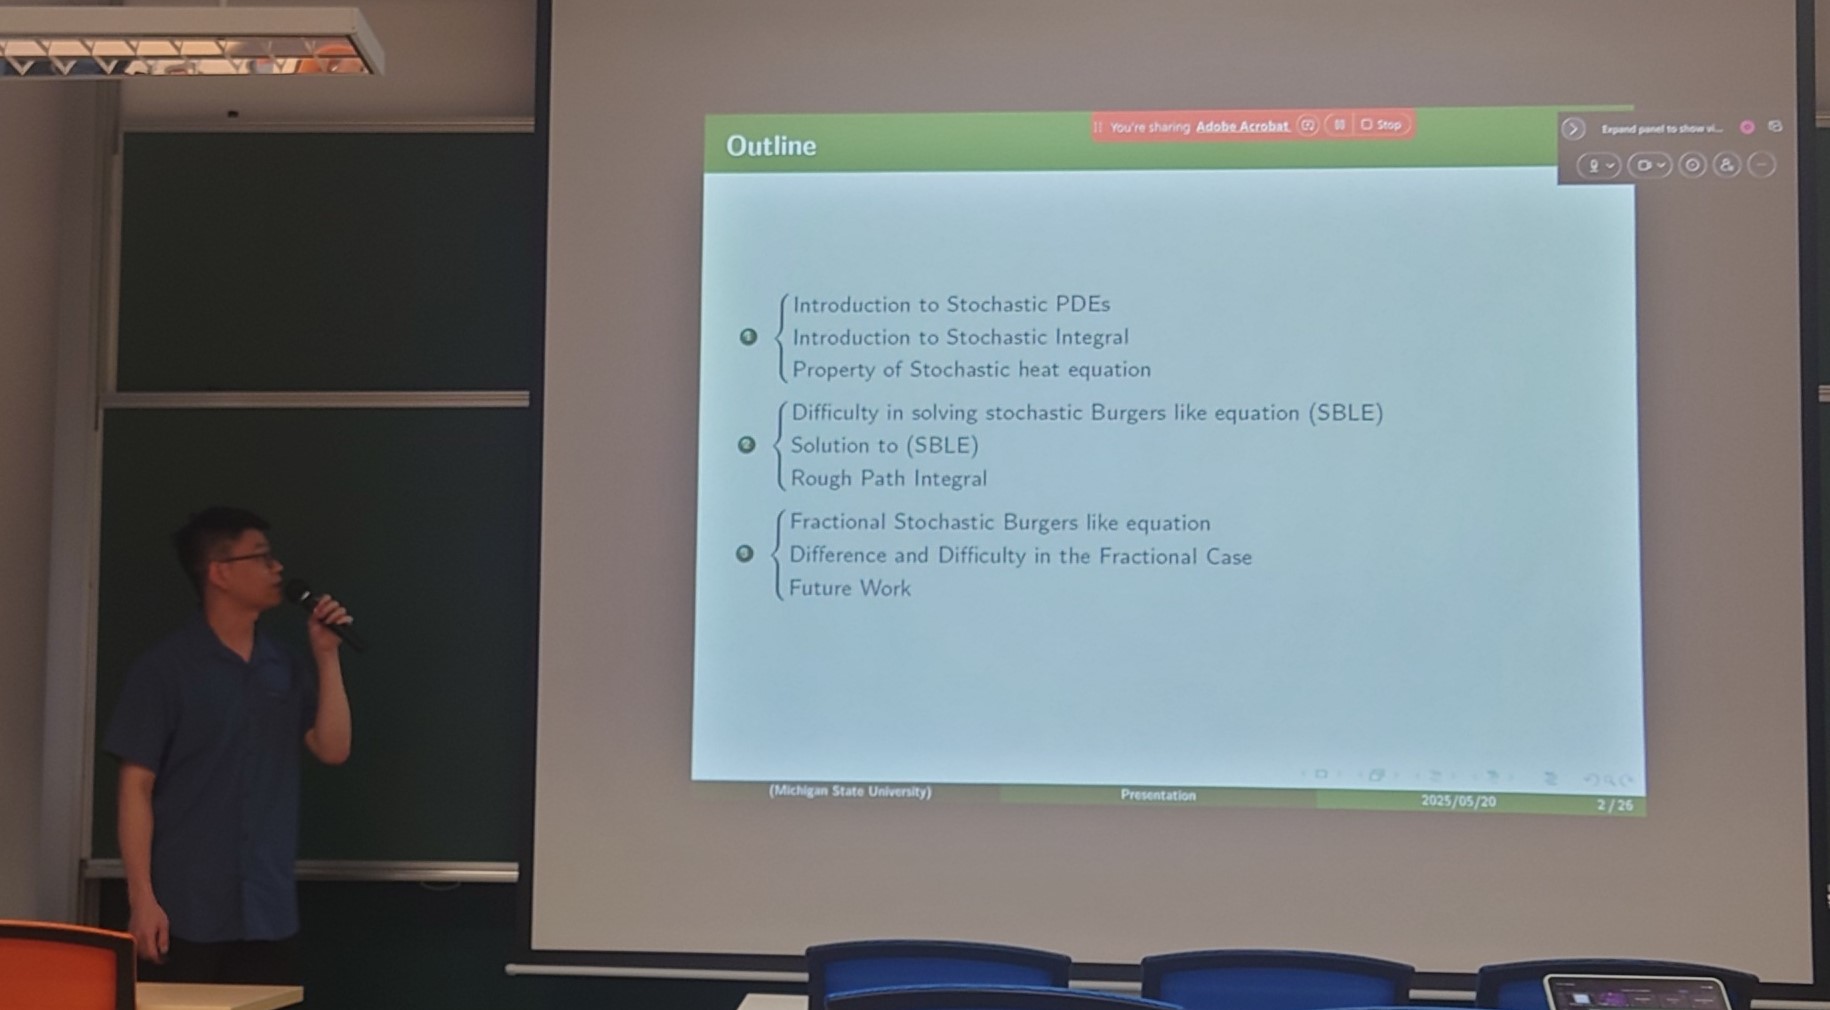 You're sharing Adobe Acrobat Stop
Expand panel to show vi...
Outline
1
Introduction to Stochastic PDEs
Introduction to Stochastic Integral
Property of Stochastic heat equation
2
Difficulty in solving stochastic Burgers like equation (SBLE)
Solution to (SBLE)
Rough Path Integral
3
Fractional Stochastic Burgers like equation
Difference and Difficulty in the Fractional Case
Future Work
(Michigan State University) Presentation 2025/05/20 2 / 26